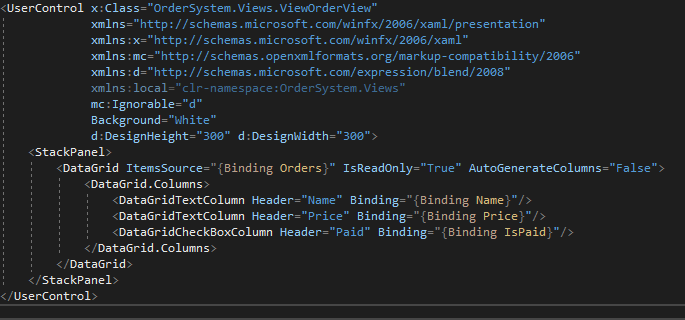 <UserControl x:Class="OrderSystem.Views.ViewOrderView"
xmlns="http://schemas.microsoft.com/winfx/2006/xaml/presentation"
xmlns:x="http://schemas.microsoft.com/winfx/2006/xaml"
xmlns:mc="http://schemas.openxmlformats.org/markup-compatibility/2006"
xmlns:d="http://schemas.microsoft.com/expression/blend/2008"
xmlns:local="clr-namespace:OrderSystem.Views"
mc:Ignorable="d"
Background="White"
d:DesignHeight="300" d:DesignWidth="300">
<StackPanel>
<DataGrid ItemsSource="{Binding Orders}" IsReadOnly="True" AutoGenerateColumns="False">
<DataGrid.Columns>
<DataGridTextColumn Header="Name" Binding="{Binding Name}"/>
<DataGridTextColumn Header="Price" Binding="{Binding Price}"/>
<DataGridCheckBoxColumn Header="Paid" Binding="{Binding IsPaid}"/>
</DataGrid.Columns>
</DataGrid>
</StackPanel>
</UserControl>